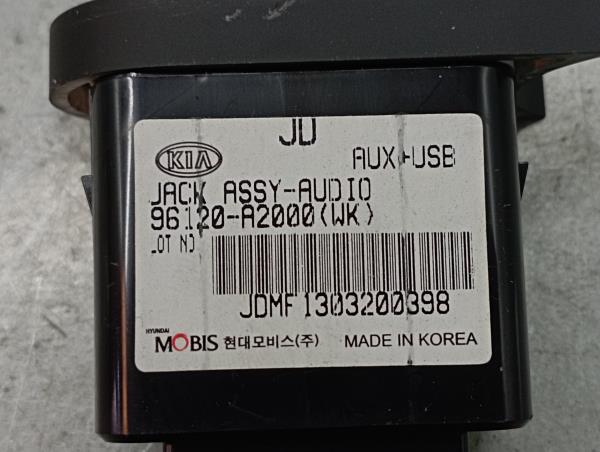 JD
KIA
AUX+USB
JACK ASSY-AUDIO
96120-A2000(WK)
LOT NO
JDMF1303200398
HYUNDAI
MOBIS 현대모비스(주) MADE IN KOREA